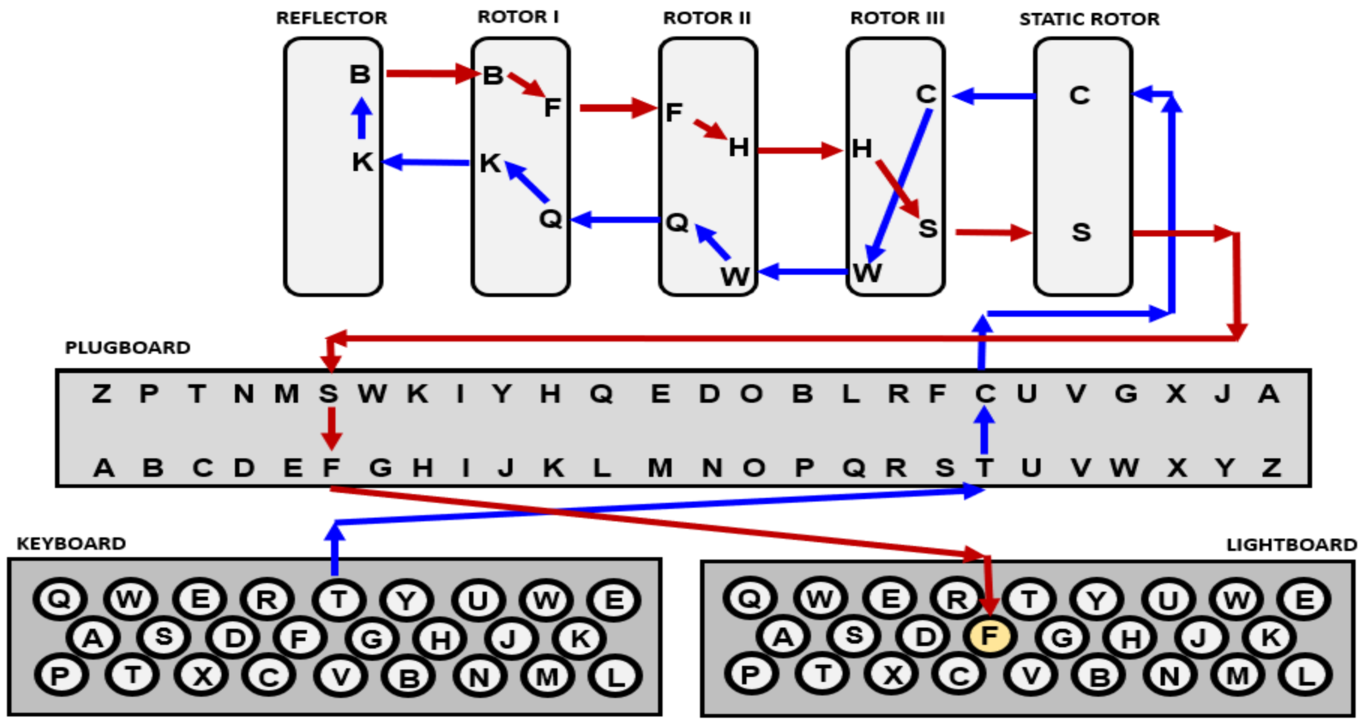 REFLECTOR ROTOR I ROTOR II ROTOR III STATIC ROTOR
B B F F H H C C
K K Q Q W W S S
PLUGBOARD
Z P T N M S W K I Y H Q E D O B L R F C U V G X J A
A B C D E F G H I J K L M N O P Q R S T U V W X Y Z
KEYBOARD
Q W E R T Y U W E
A S D F G H J K
P T X C V B N M L
LIGHTBOARD
Q W E R T Y U W E
A S D F G H J K
P T X C V B N M L